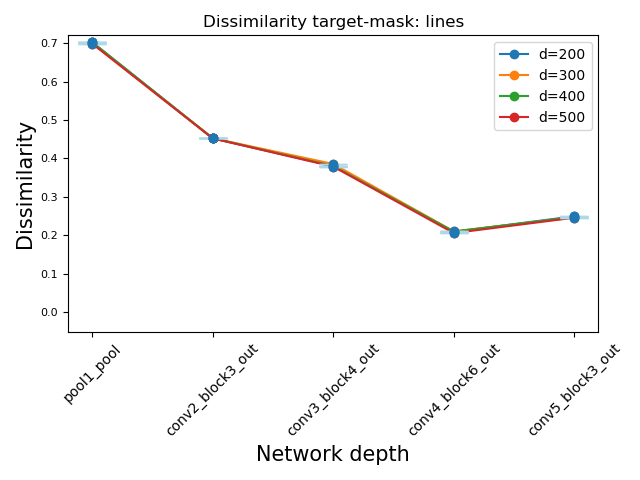 Dissimilarity target-mask: lines
Dissimilarity
0.7
0.6
0.5
0.4
0.3
0.2
0.1
0.0
d=200
d=300
d=400
d=500
pool1_pool
conv2_block3_out
conv3_block4_out
conv4_block6_out
conv5_block3_out
Network depth